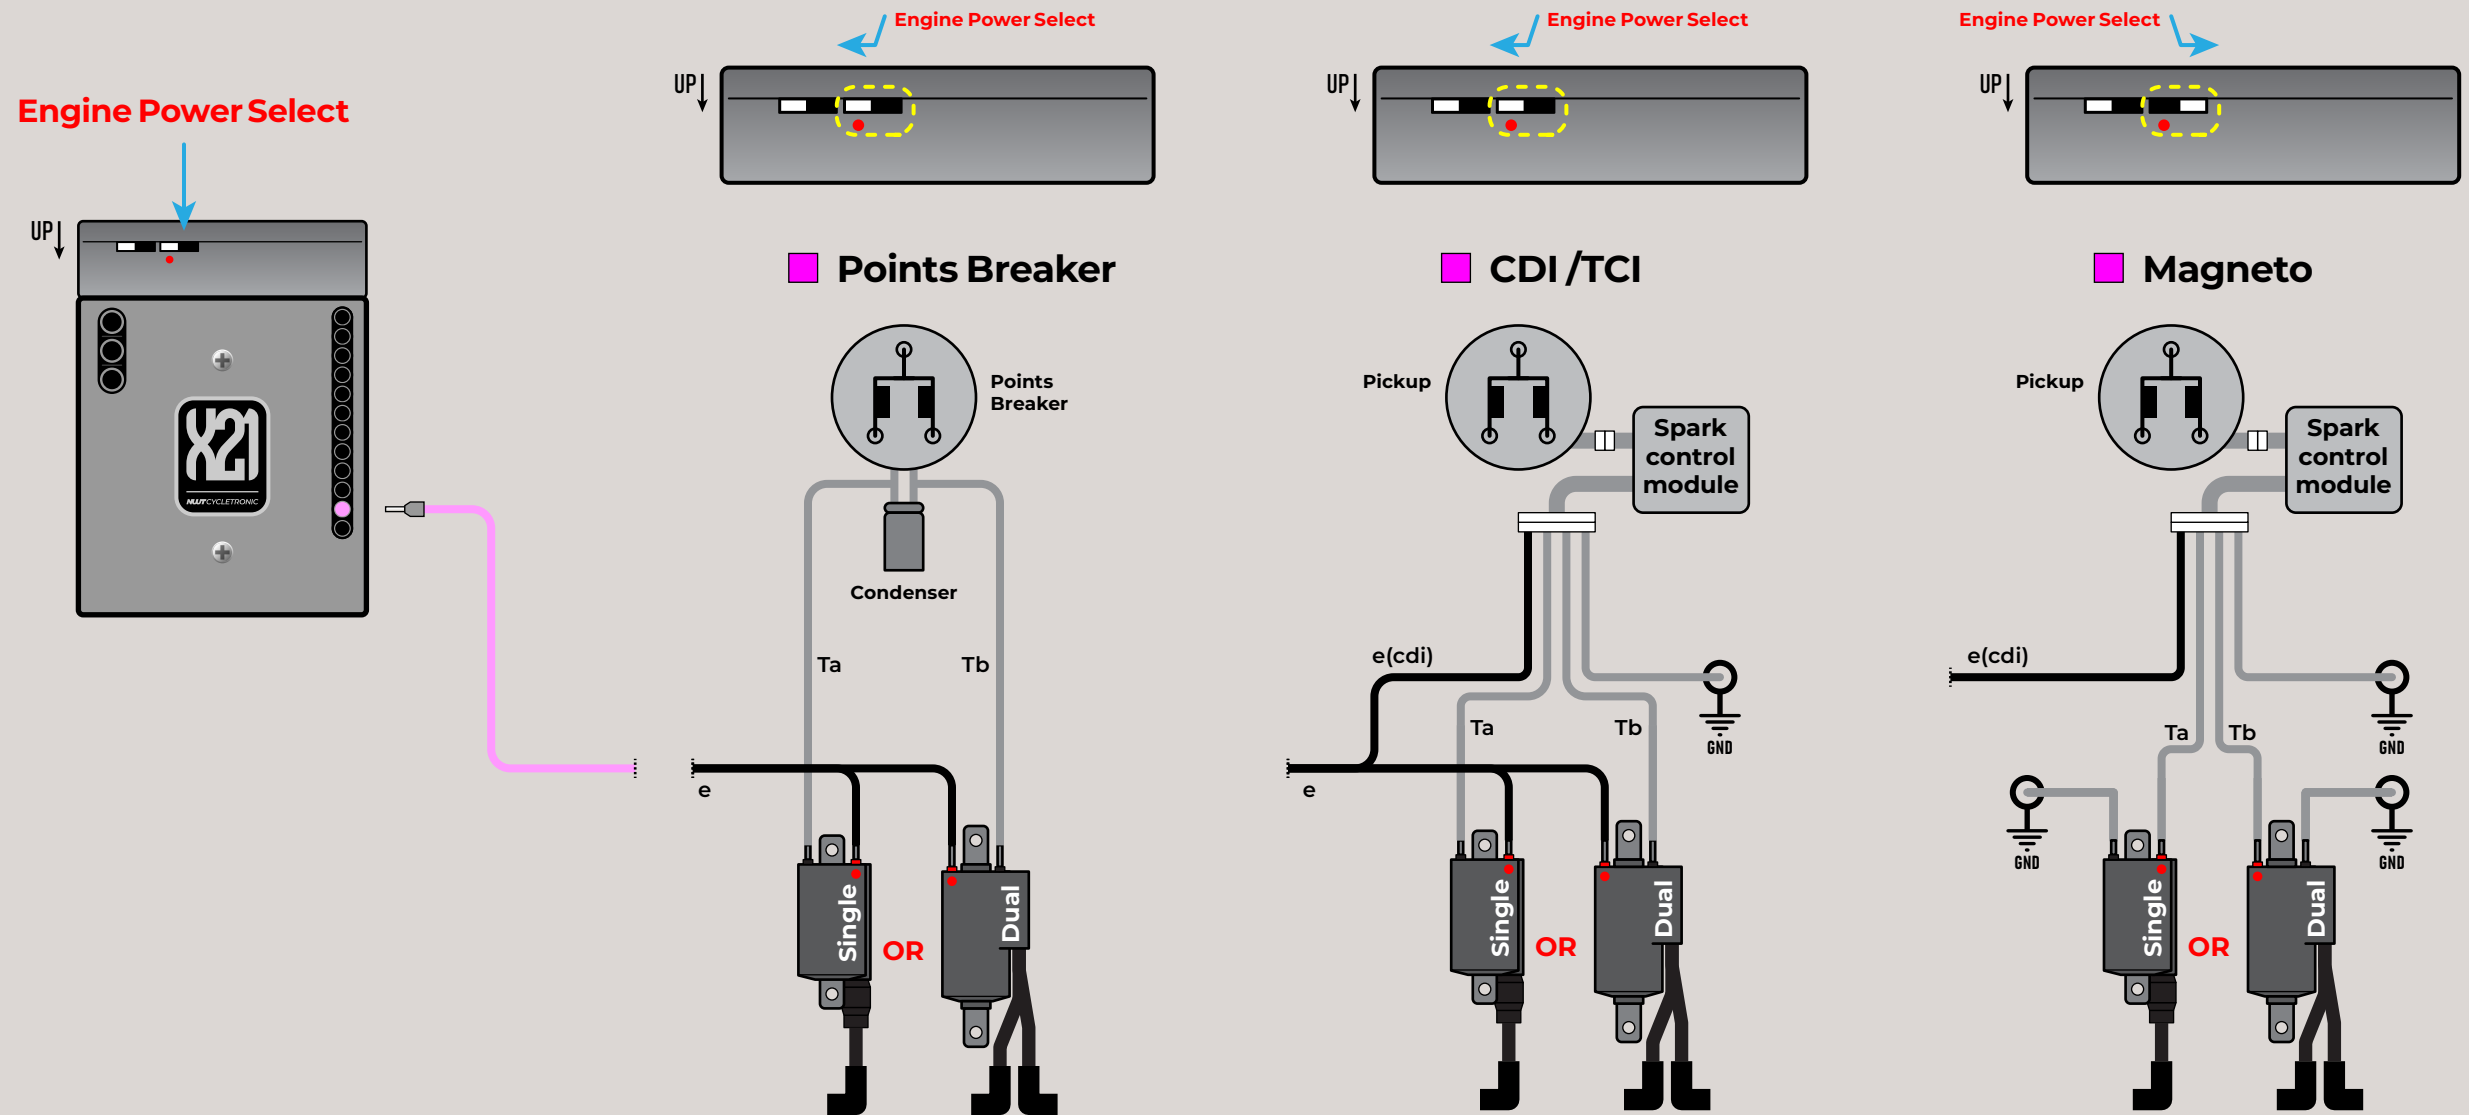 Engine Power Select
UP
X21
NWT CYCLETRONIC
Engine Power Select
UP
Points Breaker
Points
Breaker
Condenser
Ta
Tb
e
Single
OR
Dual
Engine Power Select
UP
CDI /TCI
Pickup
Spark
control
module
e(cdi)
Ta
Tb
GND
e
Single
OR
Dual
Engine Power Select
UP
Magneto
Pickup
Spark
control
module
e(cdi)
Ta
Tb
GND
GND
GND
Single
OR
Dual